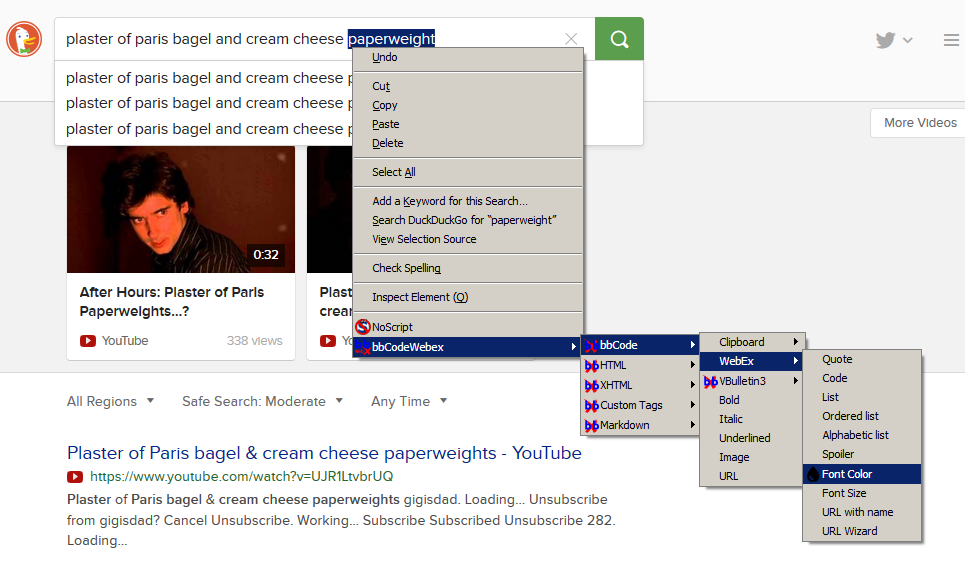 plaster of Paris bagel and cream cheese paperweight
plaster of Paris bagel and cream cheese p
plaster of Paris bagel and cream cheese p
plaster of Paris bagel and cream cheese p
Undo
Cut
Copy
Paste
Delete
Select All
Add a Keyword for this Search...
Search DuckDuckGo for “paperweight”
View Selection Source
Check Spelling
Inspect Element (Q)
NoScript
bbCodeWebex
bbCode
HTML
XHTML
Custom Tags
Markdown
Clipboard
WebEx
VBulletin3
Bold
Italic
Underlined
Image
URL
Quote
Code
List
Ordered list
Alphabetic list
Spoiler
Font Color
Font Size
URL with name
URL Wizard
More Videos
0:32
After Hours: Plaster of Paris
Paperweights...?
YouTube
338 views
Plast
crear
Y
All Regions
Safe Search: Moderate
Any Time
Plaster of Paris bagel & cream cheese paperweights - YouTube
https://www.youtube.com/watch?v=UJR1LtvbrUQ
Plaster of Paris bagel & cream cheese paperweights gigisdad. Loading... Unsubscribe
from gigisdad? Cancel Unsubscribe. Working... Subscribe Subscribed Unsubscribe 282.
Loading...